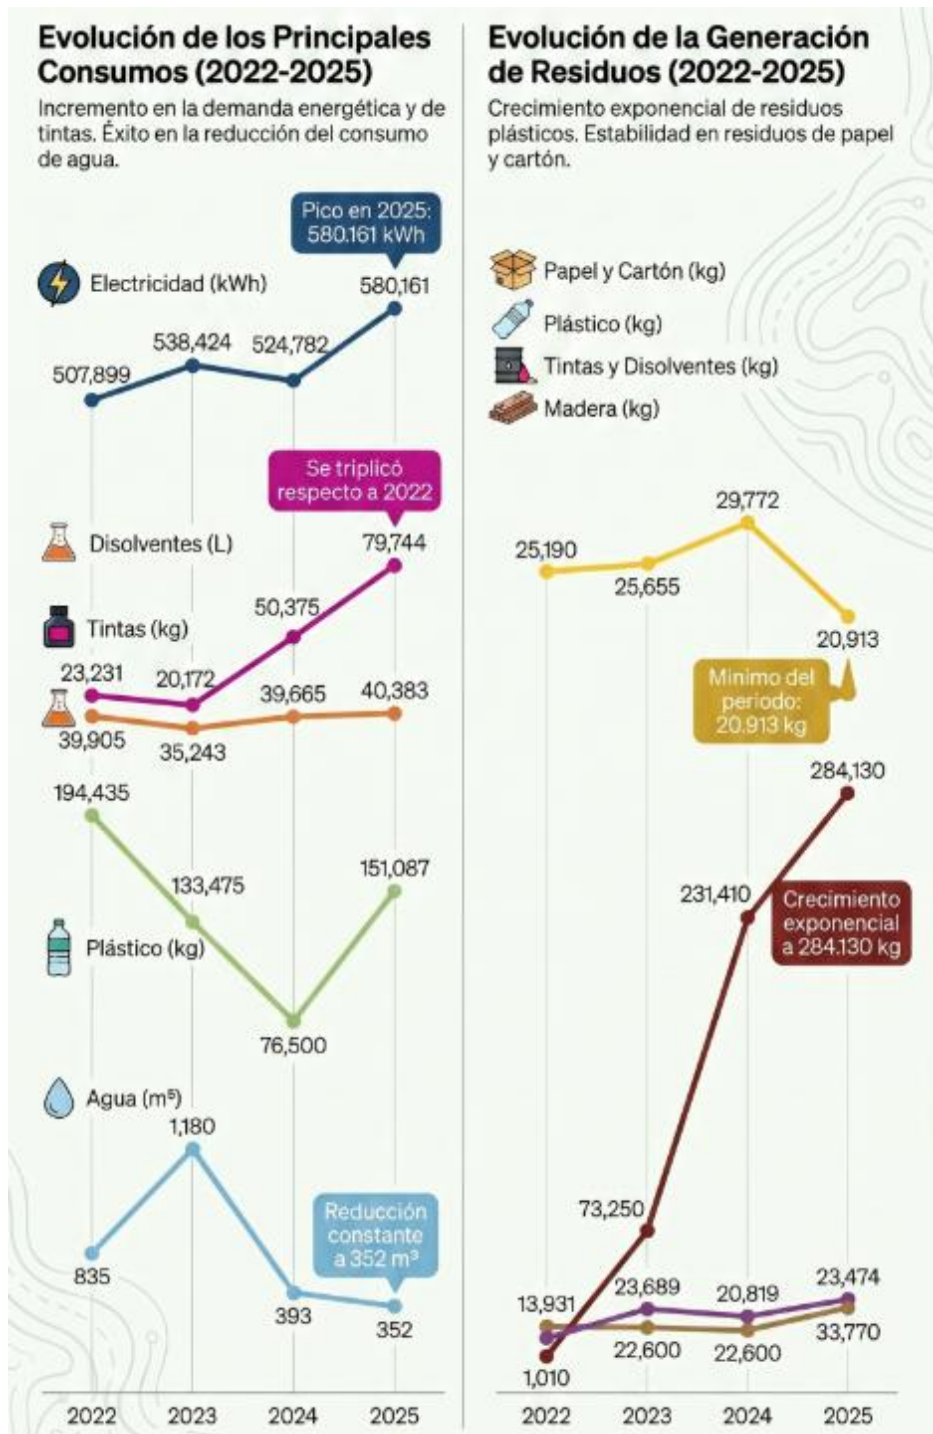 Evolución de los Principales
Consumos (2022-2025)
Incremento en la demanda energética y de
tintas. Éxito en la reducción del consumo
de agua.
Pico en 2025:
580.161 kWh
Electricidad (kWh)
580,161
538,424
524,782
507,899
Se triplicó
respecto a 2022
Disolventes (L)
79,744
50,375
Tintas (kg)
23,231
20,172
39,665
40,383
39,905
35,243
194,435
133,475
151,087
Plástico (kg)
76,500
Agua (m⁵)
1,180
Reducción
constante
a 352 m³
835
393
352
2022
2023
2024
2025
Evolución de la Generación
de Residuos (2022-2025)
Crecimiento exponencial de residuos
plásticos. Estabilidad en residuos de papel
y cartón.
Papel y Cartón (kg)
Plástico (kg)
Tintas y Disolventes (kg)
Madera (kg)
29,772
25,190
25,655
20,913
Minimo del
periodo:
20.913 kg
284,130
231,410
Crecimiento
exponencial
a 284.130 kg
73,250
13,931
23,689
20,819
23,474
22,600
22,600
33,770
1,010
2022
2023
2024
2025